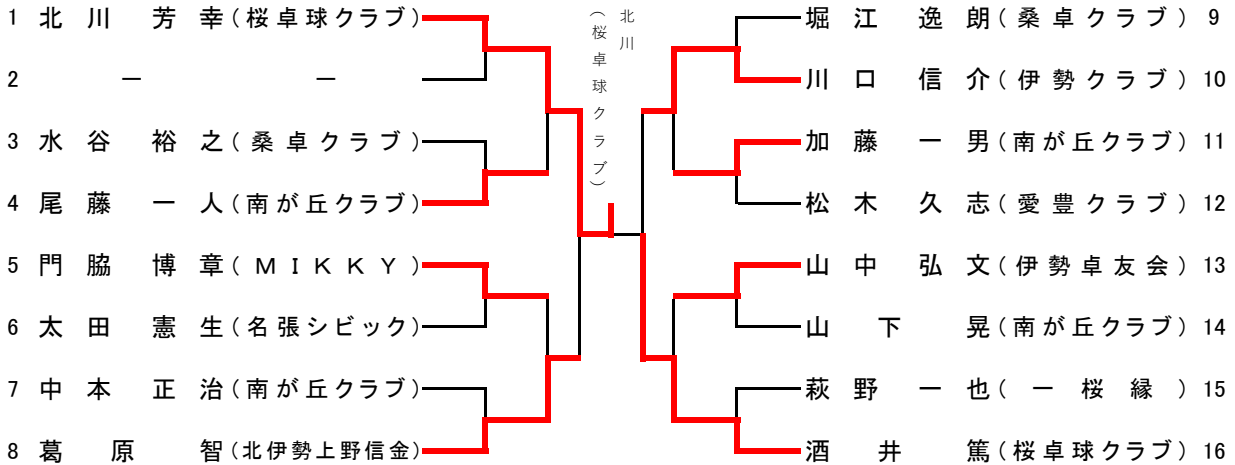 1 北川 芳幸(桜卓球クラブ)
2 ー ー
3 水谷 裕之(桑卓クラブ)
4 尾藤 一人(南が丘クラブ)
5 門脇 博章(MIKKY)
6 太田 憲生(名張シビック)
7 中本 正治(南が丘クラブ)
8 葛原 智(北伊勢上野信金)
北川
(桜卓球クラブ)
堀江 逸朗(桑卓クラブ) 9
川口 信介(伊勢クラブ) 10
加藤 一男(南が丘クラブ) 11
松木 久志(愛豊クラブ) 12
山中 弘文(伊勢卓友会) 13
山下 晃(南が丘クラブ) 14
萩野 一也(一桜縁) 15
酒井 篤(桜卓球クラブ) 16